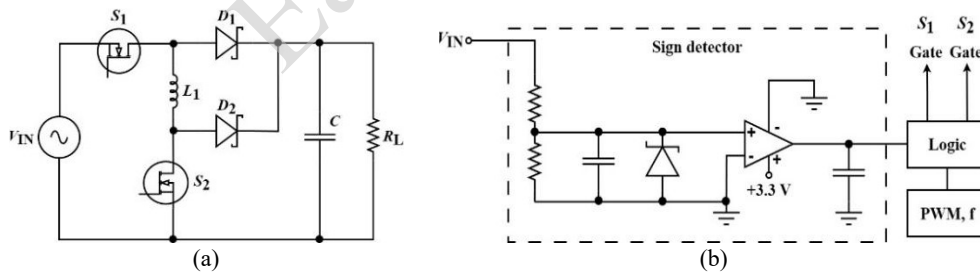 S1
D1
L1
D2
VIN
C
RL
S2
(a)
VIN
Sign detector
+
-
-
+
+3.3 V
S1
Gate
S2
Gate
Logic
PWM, f
(b)